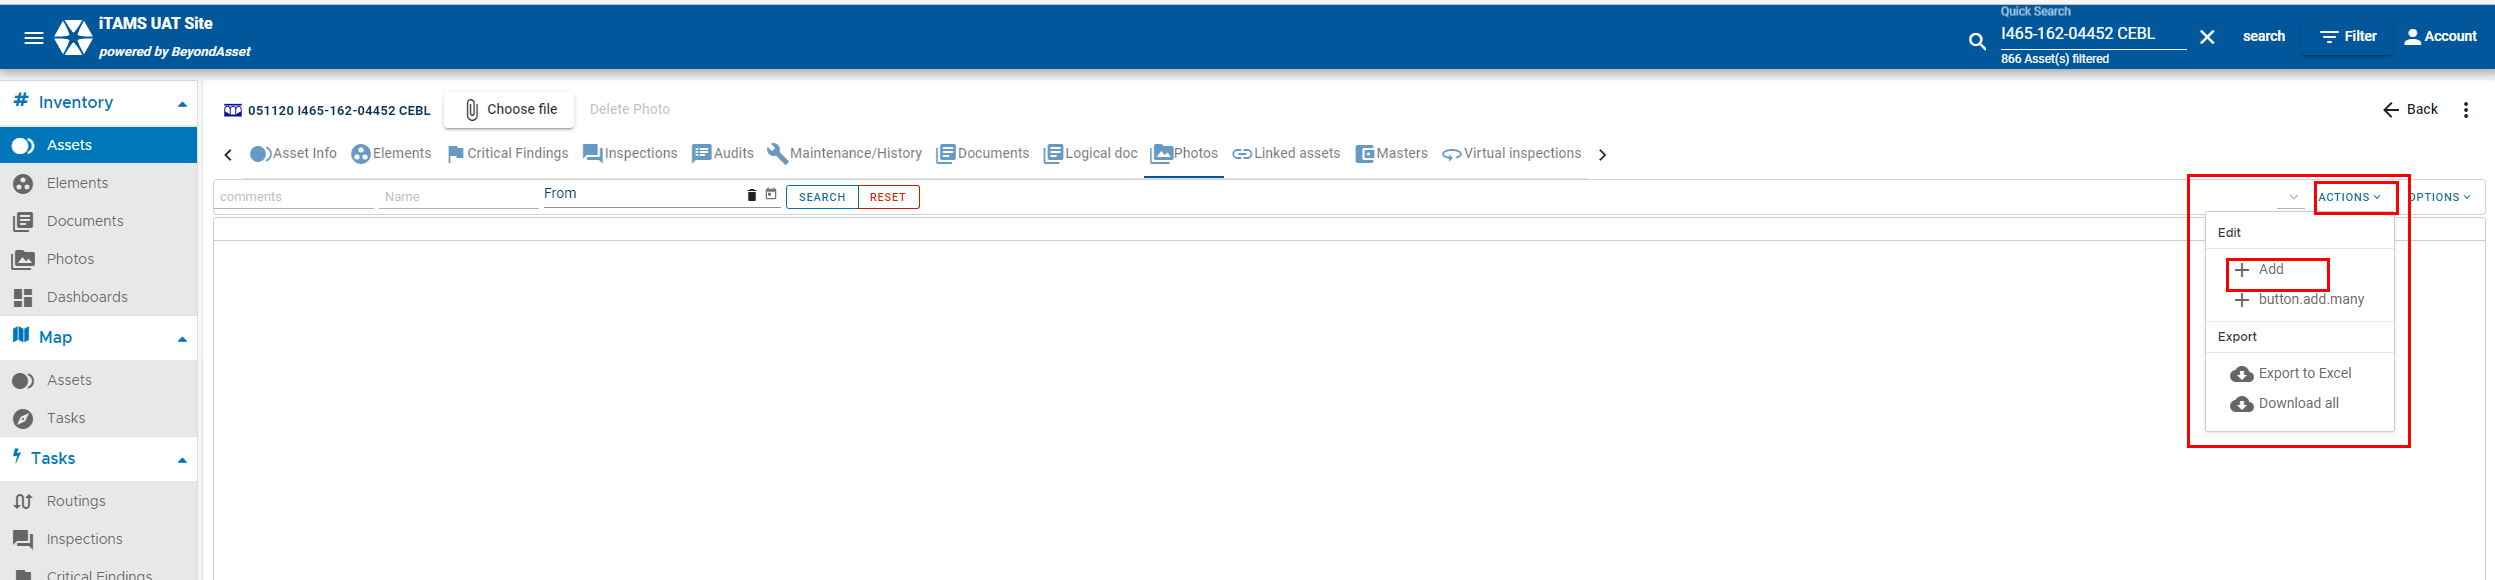 iTAMS UAT Site
powered by BeyondAsset
Quick Search
I465-162-04452 CEBL
866 Asset(s) filtered
search
Filter
Account
Inventory
Assets
Elements
Documents
Photos
Dashboards
Map
Assets
Tasks
Tasks
Routings
Inspections
Critical Findings
051120 I465-162-04452 CEBL
Choose file
Delete Photo
Back
Asset Info
Elements
Critical Findings
Inspections
Audits
Maintenance/History
Documents
Logical doc
Photos
Linked assets
Masters
Virtual inspections
comments
Name
From
SEARCH
RESET
ACTIONS
OPTIONS
Edit
Add
button.add.many
Export
Export to Excel
Download all